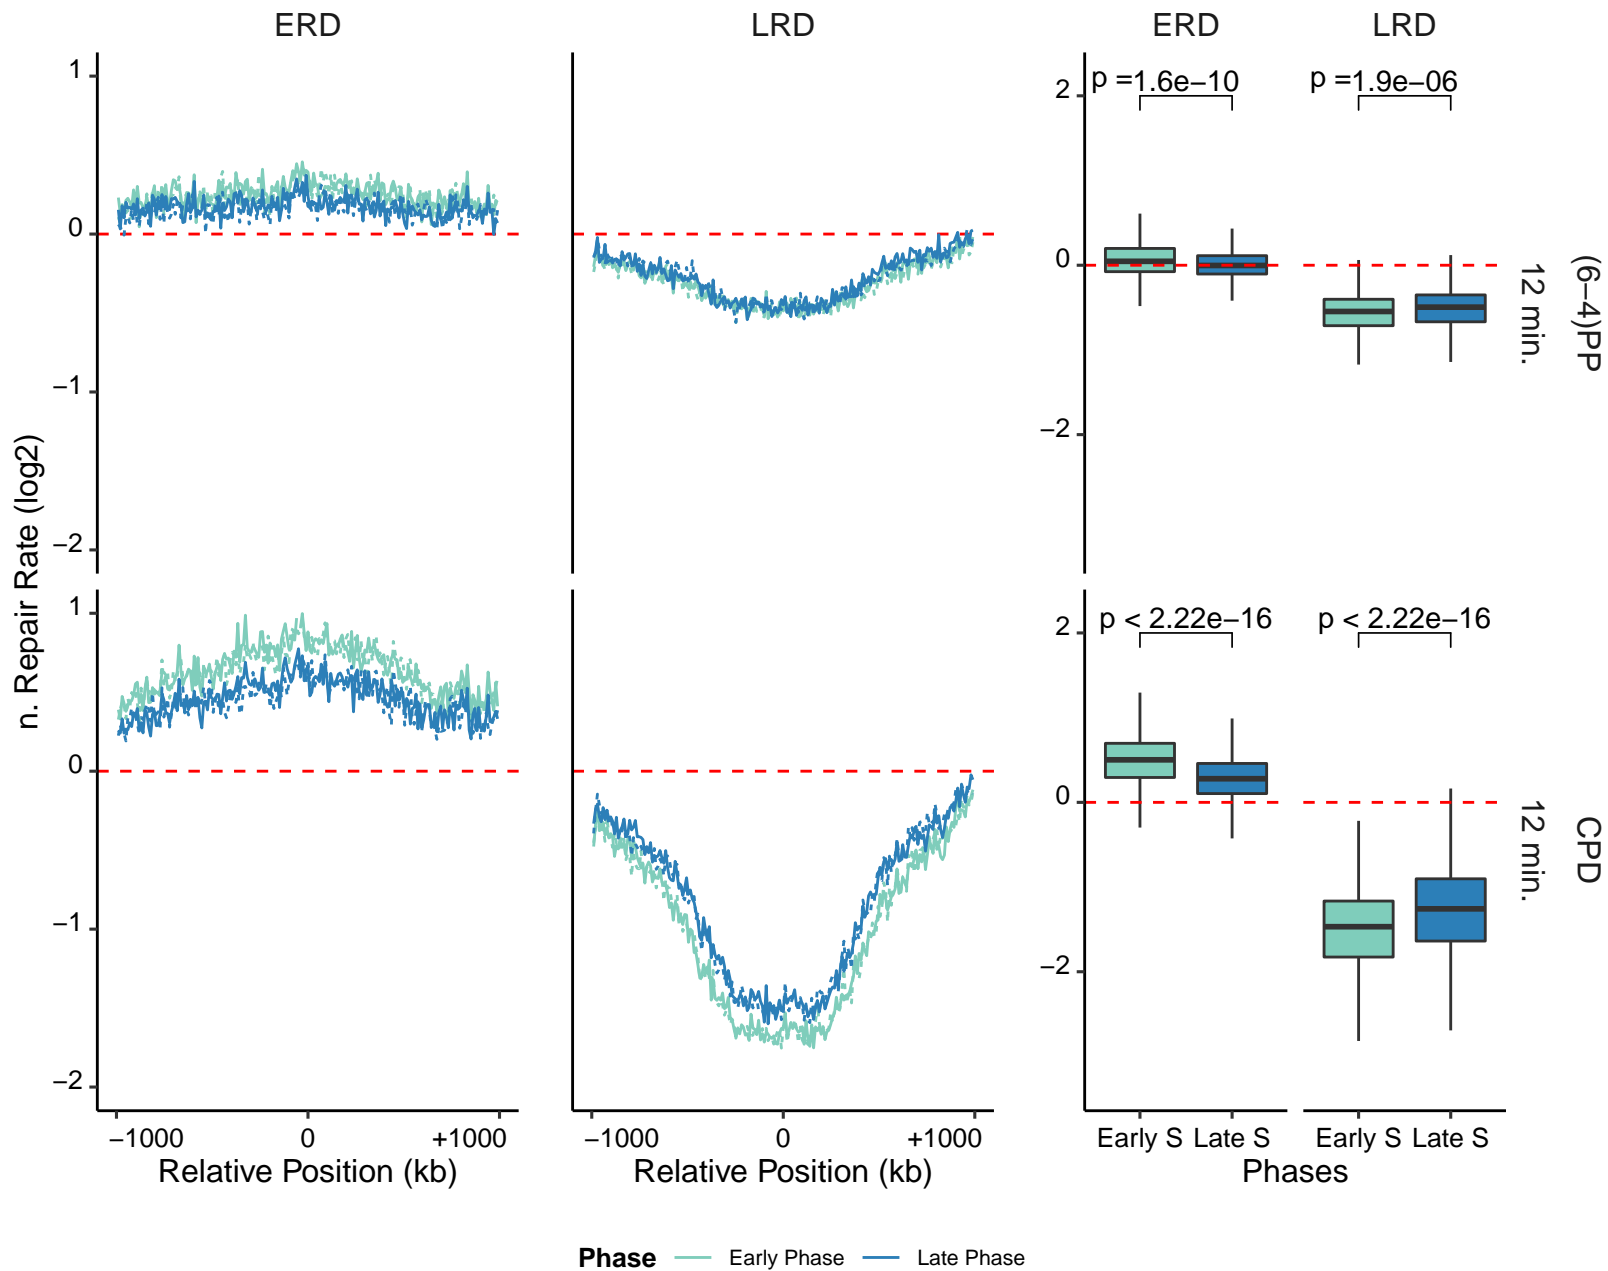 ERD
LRD
ERD
LRD
n. Repair Rate (log2)
1
0
−1
−2
2
0
−2
p =1.6e−10
p =1.9e−06
12 min.
(6−4)PP
1
0
−1
−2
2
0
−2
p < 2.22e−16
p < 2.22e−16
12 min.
CPD
−1000
0
+1000
−1000
0
+1000
Early S
Late S
Early S
Late S
Relative Position (kb)
Relative Position (kb)
Phases
Phase
Early Phase
Late Phase